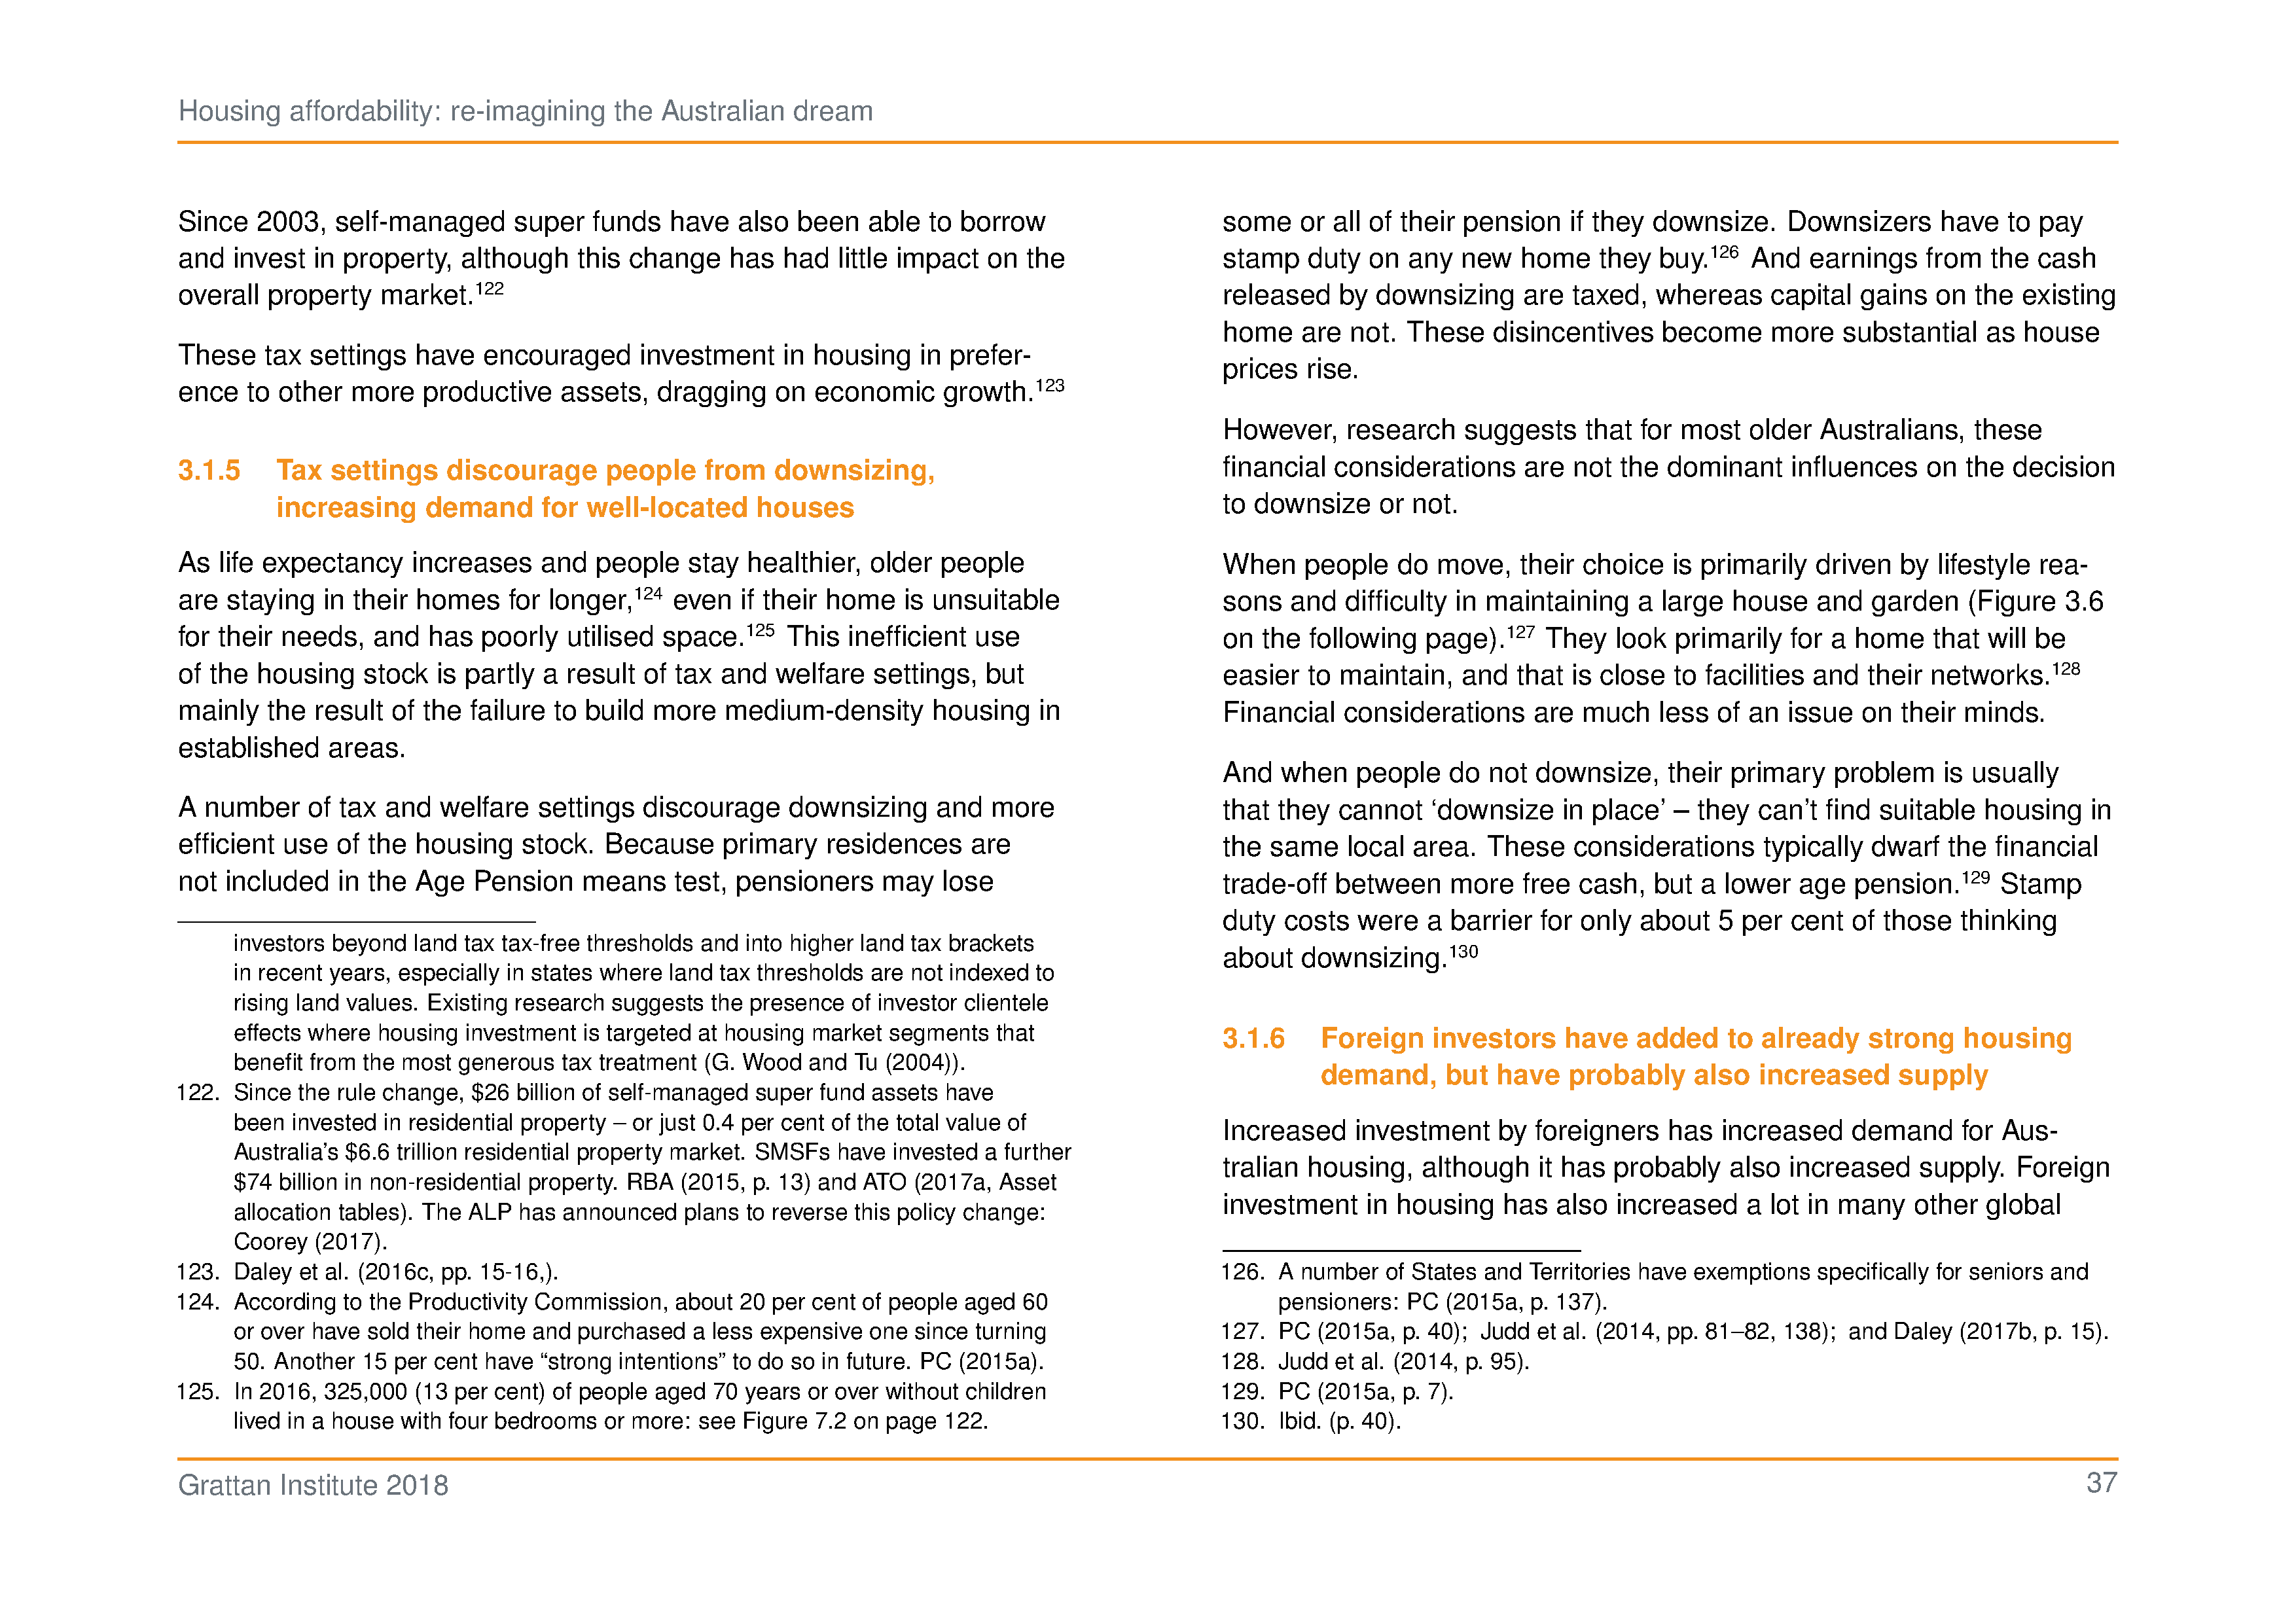 Housing affordability: re-imagining the Australian dream
Since 2003, self-managed super funds have also been able to borrow
and invest in property, although this change has had little impact on the
overall property market.122
These tax settings have encouraged investment in housing in prefer-
ence to other more productive assets, dragging on economic growth.123
3.1.5 Tax settings discourage people from downsizing,
increasing demand for well-located houses
As life expectancy increases and people stay healthier, older people
are staying in their homes for longer,124 even if their home is unsuitable
for their needs, and has poorly utilised space.125 This inefficient use
of the housing stock is partly a result of tax and welfare settings, but
mainly the result of the failure to build more medium-density housing in
established areas.
A number of tax and welfare settings discourage downsizing and more
efficient use of the housing stock. Because primary residences are
not included in the Age Pension means test, pensioners may lose
investors beyond land tax tax-free thresholds and into higher land tax brackets
in recent years, especially in states where land tax thresholds are not indexed to
rising land values. Existing research suggests the presence of investor clientele
effects where housing investment is targeted at housing market segments that
benefit from the most generous tax treatment (G. Wood and Tu (2004)).
122. Since the rule change, $26 billion of self-managed super fund assets have
been invested in residential property – or just 0.4 per cent of the total value of
Australia's $6.6 trillion residential property market. SMSFs have invested a further
$74 billion in non-residential property. RBA (2015, p. 13) and ATO (2017a, Asset
allocation tables). The ALP has announced plans to reverse this policy change:
Coorey (2017).
123. Daley et al. (2016c, pp. 15-16,).
124. According to the Productivity Commission, about 20 per cent of people aged 60
or over have sold their home and purchased a less expensive one since turning
50. Another 15 per cent have “strong intentions” to do so in future. PC (2015a).
125. In 2016, 325,000 (13 per cent) of people aged 70 years or over without children
lived in a house with four bedrooms or more: see Figure 7.2 on page 122.
some or all of their pension if they downsize. Downsizers have to pay
stamp duty on any new home they buy.126 And earnings from the cash
released by downsizing are taxed, whereas capital gains on the existing
home are not. These disincentives become more substantial as house
prices rise.
However, research suggests that for most older Australians, these
financial considerations are not the dominant influences on the decision
to downsize or not.
When people do move, their choice is primarily driven by lifestyle rea-
sons and difficulty in maintaining a large house and garden (Figure 3.6
on the following page).127 They look primarily for a home that will be
easier to maintain, and that is close to facilities and their networks.128
Financial considerations are much less of an issue on their minds.
And when people do not downsize, their primary problem is usually
that they cannot ‘downsize in place’ – they can’t find suitable housing in
the same local area. These considerations typically dwarf the financial
trade-off between more free cash, but a lower age pension.129 Stamp
duty costs were a barrier for only about 5 per cent of those thinking
about downsizing.130
3.1.6 Foreign investors have added to already strong housing
demand, but have probably also increased supply
Increased investment by foreigners has increased demand for Aus-
tralian housing, although it has probably also increased supply. Foreign
investment in housing has also increased a lot in many other global
126. A number of States and Territories have exemptions specifically for seniors and
pensioners: PC (2015a, p. 137).
127. PC (2015a, p. 40); Judd et al. (2014, pp. 81–82, 138); and Daley (2017b, p. 15).
128. Judd et al. (2014, p. 95).
129. PC (2015a, p. 7).
130. Ibid. (p. 40).
Grattan Institute 2018
37